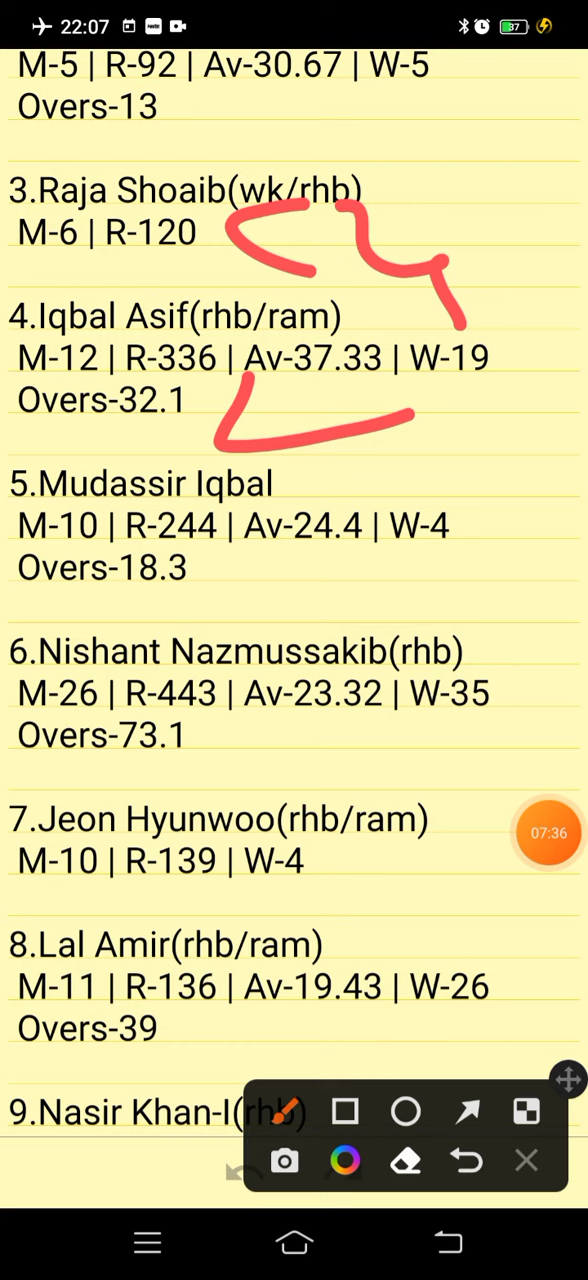 22:07
37
M-5 | R-92 | Av-30.67 | W-5
Overs-13
3.Raja Shoaib(wk/rhb)
M-6 | R-120
4.Iqbal Asif(rhb/ram)
M-12 | R-336 | Av-37.33 | W-19
Overs-32.1
5.Mudassir Iqbal
M-10 | R-244 | Av-24.4 | W-4
Overs-18.3
6.Nishant Nazmussakib(rhb)
M-26 | R-443 | Av-23.32 | W-35
Overs-73.1
7.Jeon Hyunwoo(rhb/ram)
M-10 | R-139 | W-4
07:36
8.Lal Amir(rhb/ram)
M-11 | R-136 | Av-19.43 | W-26
Overs-39
9.Nasir Khan-I(rhb)